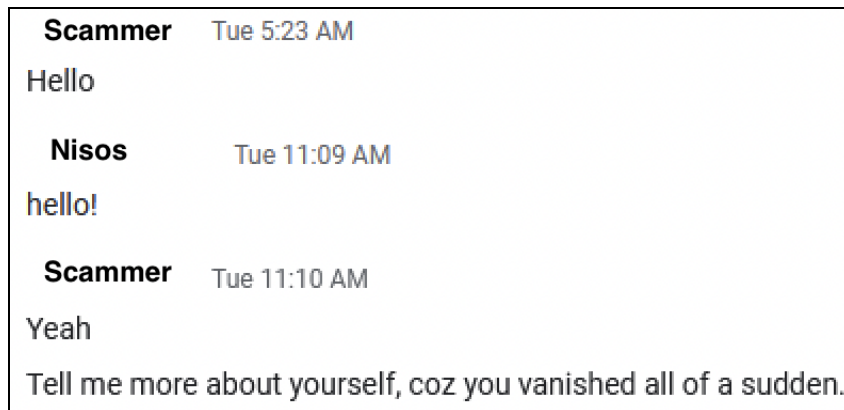 Scammer Tue 5:23 AM
Hello
Nisos Tue 11:09 AM
hello!
Scammer Tue 11:10 AM
Yeah
Tell me more about yourself, coz you vanished all of a sudden.